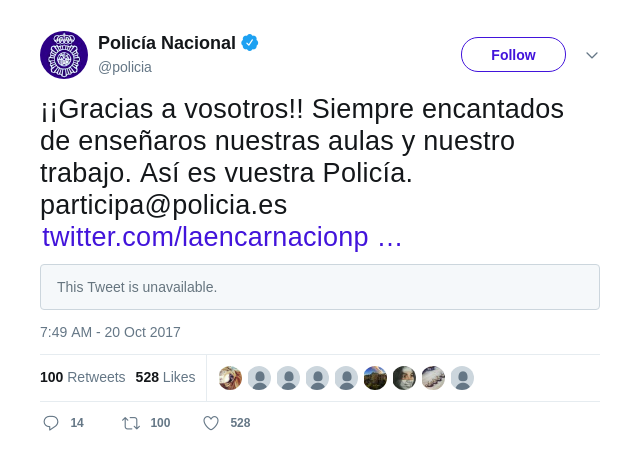 Policía Nacional
@policia
Follow
¡¡Gracias a vosotros!! Siempre encantados
de enseñaros nuestras aulas y nuestro
trabajo. Así es vuestra Policía.
participa@policia.es
twitter.com/laencarnacionp …
This Tweet is unavailable.
7:49 AM - 20 Oct 2017
100 Retweets 528 Likes
14 100 528